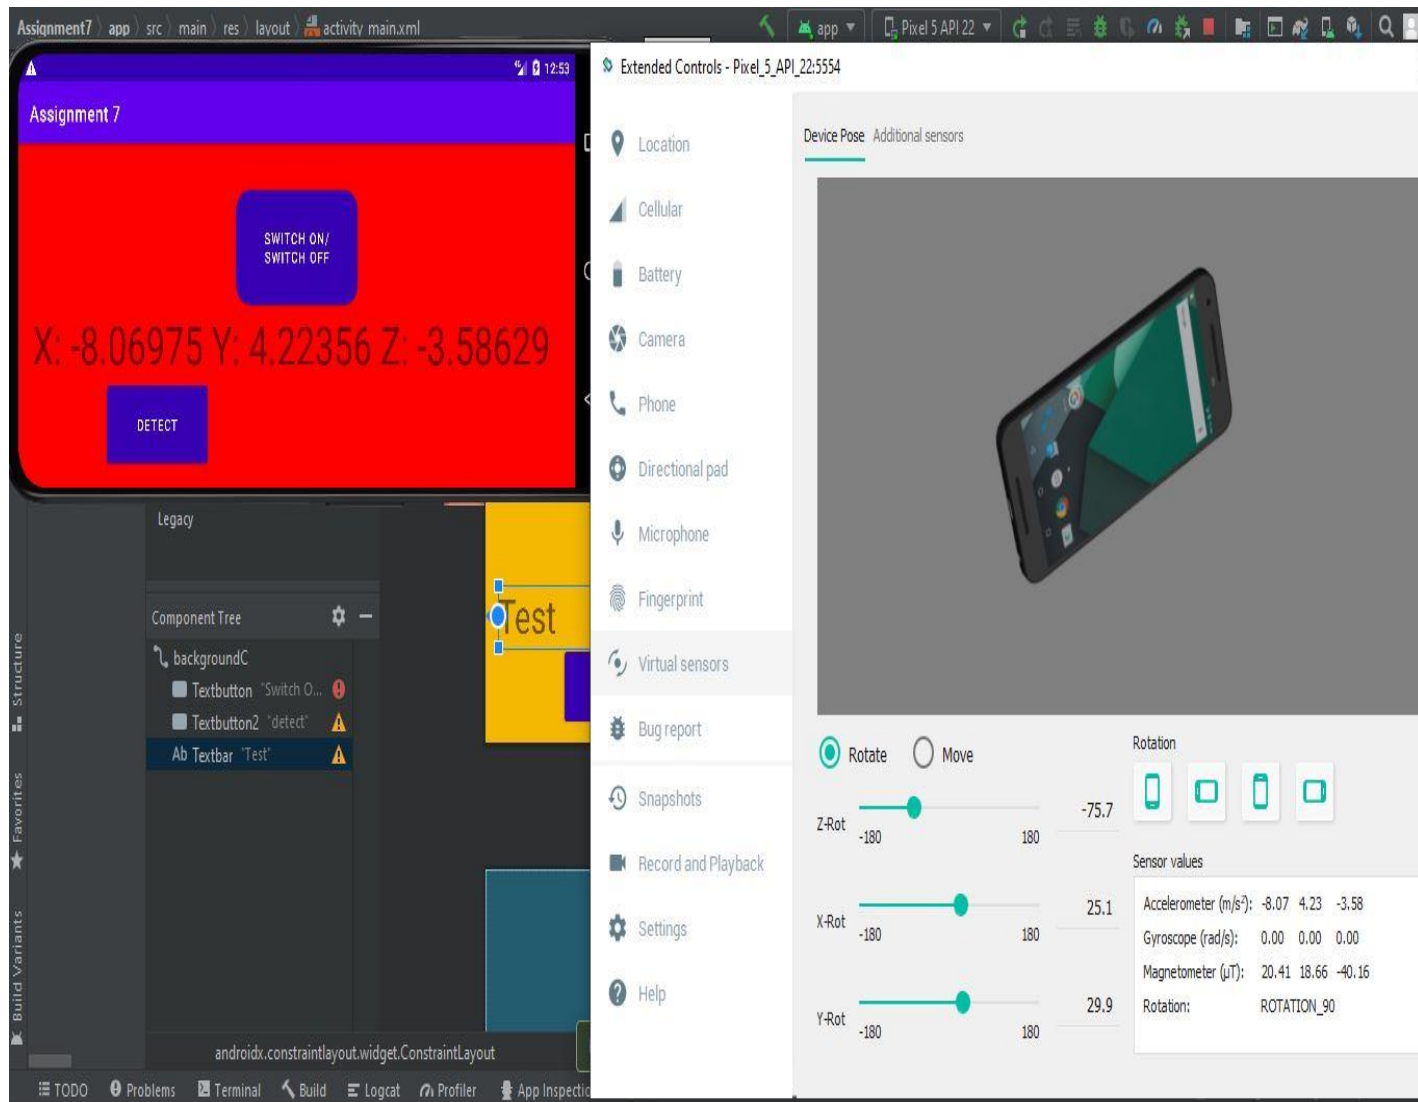 Assignment7 app src main res layout activity_main.xml
app Pixel 5 API 22
12:53
Assignment 7
SWITCH ON/
SWITCH OFF
X: -8.06975 Y: 4.22356 Z: -3.58629
DETECT
Legacy
Component Tree
backgroundC
Textbutton "Switch O...
Textbutton2 "detect"
Ab Textbar "Test"
Test
Structure
Favorites
Build Variants
androidx.constraintlayout.widget.ConstraintLayout
TODO Problems Terminal Build Logcat Profiler App Inspectio
Extended Controls - Pixel_5_API_22:5554
Location
Cellular
Battery
Camera
Phone
Directional pad
Microphone
Fingerprint
Virtual sensors
Bug report
Snapshots
Record and Playback
Settings
Help
Device Pose Additional sensors
Rotate Move
Z-Rot -180 180 -75.7
X-Rot -180 180 25.1
Y-Rot -180 180 29.9
Rotation
Sensor values
Accelerometer (m/s²): -8.07 4.23 -3.58
Gyroscope (rad/s): 0.00 0.00 0.00
Magnetometer (μT): 20.41 18.66 -40.16
Rotation: ROTATION_90